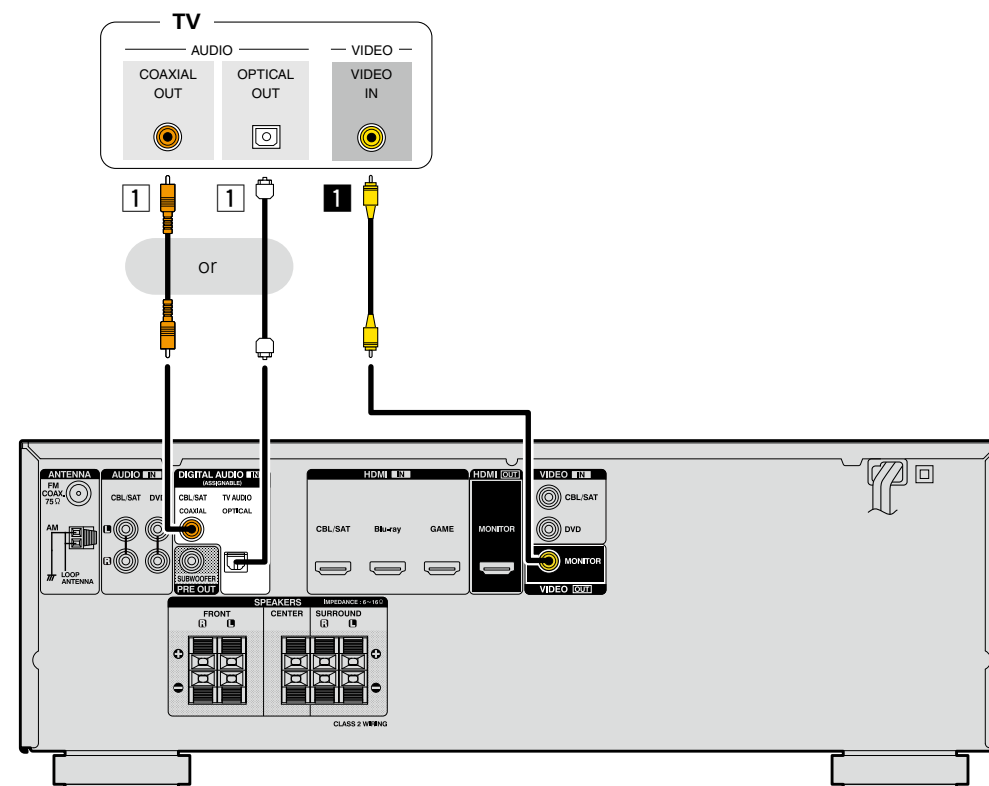 TV
AUDIO
VIDEO
COAXIAL
OUT
OPTICAL
OUT
VIDEO
IN
1
1
1
or
ANTENNA
FM
COAX.
75 Ω
AM
LOOP
ANTENNA
AUDIO IN
CBL/SAT DVD
L
R
DIGITAL AUDIO IN
(ASSIGNABLE)
CBL/SAT TV AUDIO
COAXIAL OPTICAL
SUBWOOFER
PRE OUT
HDMI IN
CBL/SAT Blu-ray GAME
HDMI OUT
MONITOR
VIDEO IN
CBL/SAT
DVD
MONITOR
VIDEO OUT
SPEAKERS IMPEDANCE : 6~16Ω
FRONT CENTER SURROUND
R L R L
+ +
− −
CLASS 2 WIRING